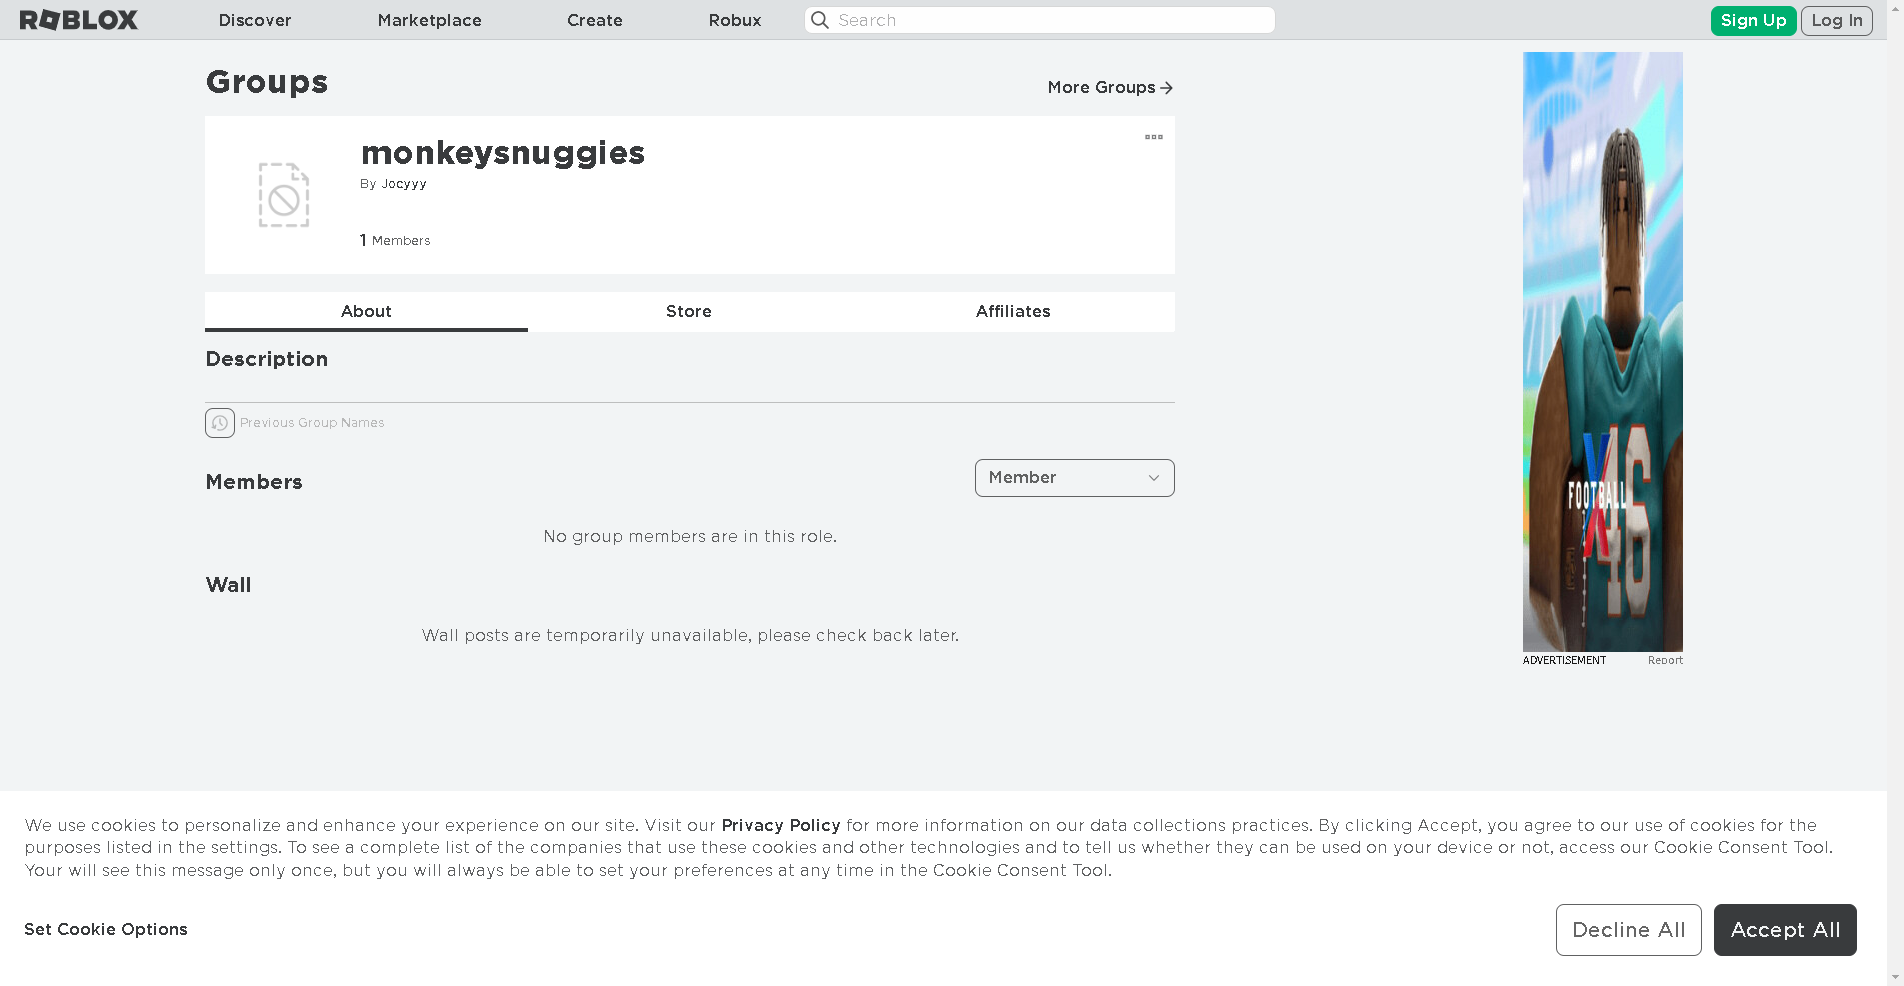 ROBLOX Discover Marketplace Create Robux Search Sign Up Log In
Groups
More Groups
monkeysnuggies
By Jocyyy
1 Members
About Store Affiliates
Description
Previous Group Names
Members
Member
No group members are in this role.
Wall
Wall posts are temporarily unavailable, please check back later.
FOOTBALL
46
ADVERTISEMENT Report
We use cookies to personalize and enhance your experience on our site. Visit our Privacy Policy for more information on our data collections practices. By clicking Accept, you agree to our use of cookies for the
purposes listed in the settings. To see a complete list of the companies that use these cookies and other technologies and to tell us whether they can be used on your device or not, access our Cookie Consent Tool.
Your will see this message only once, but you will always be able to set your preferences at any time in the Cookie Consent Tool.
Set Cookie Options
Decline All
Accept All